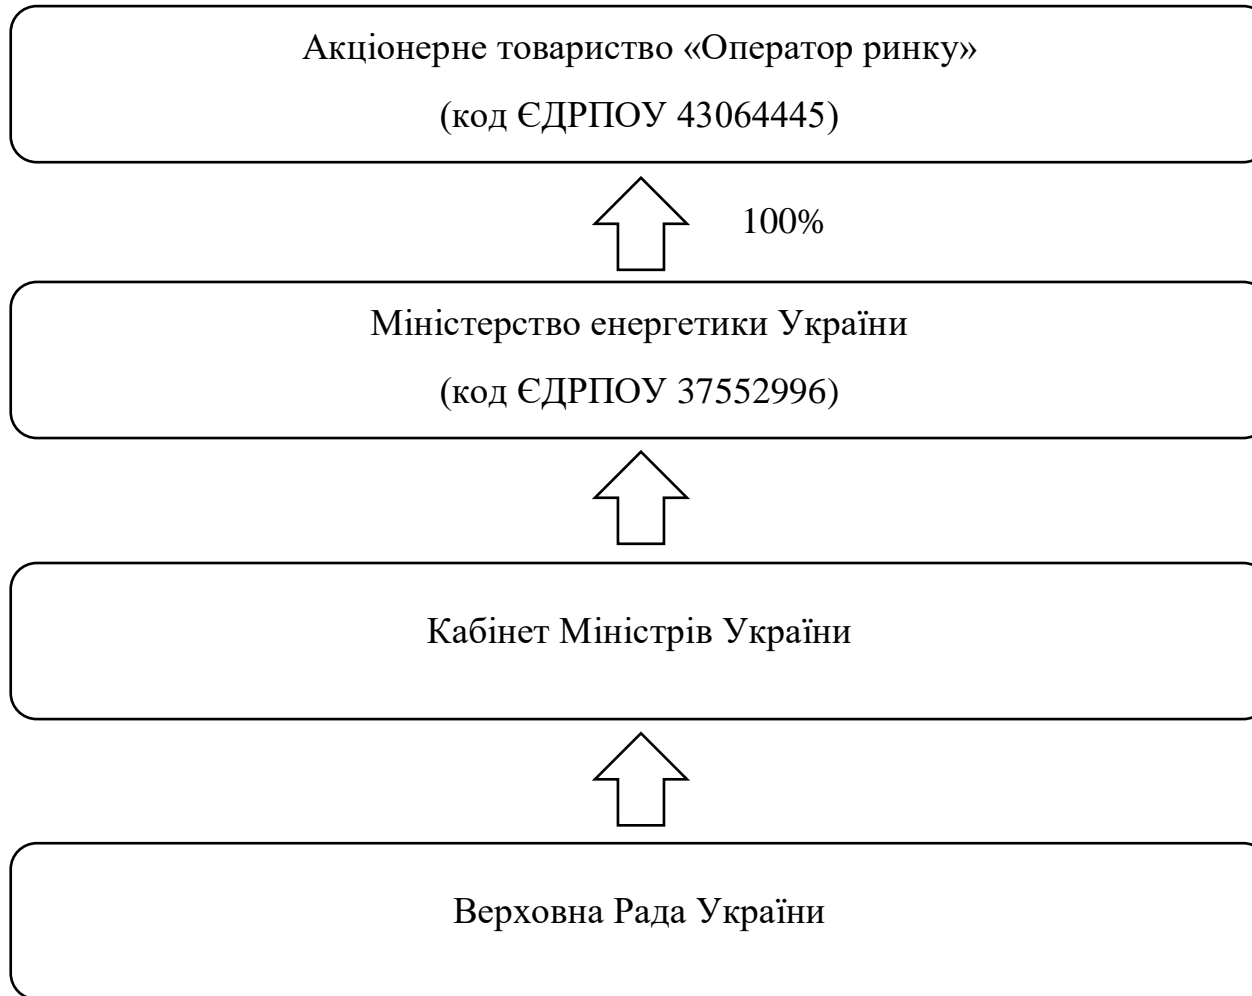 Акціонерне товариство «Оператор ринку»
(код ЄДРПОУ 43064445)
100%
Міністерство енергетики України
(код ЄДРПОУ 37552996)
Кабінет Міністрів України
Верховна Рада України